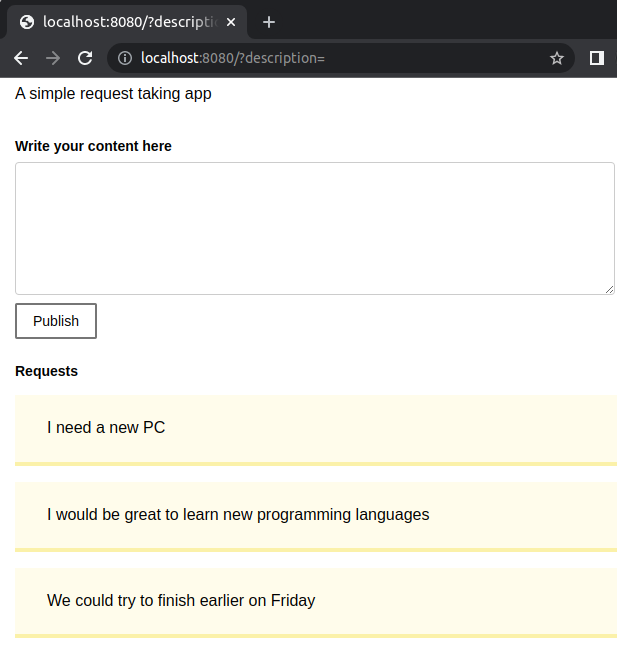 localhost:8080/?descripti
localhost:8080/?description=
A simple request taking app
Write your content here
Publish
Requests
I need a new PC
I would be great to learn new programming languages
We could try to finish earlier on Friday